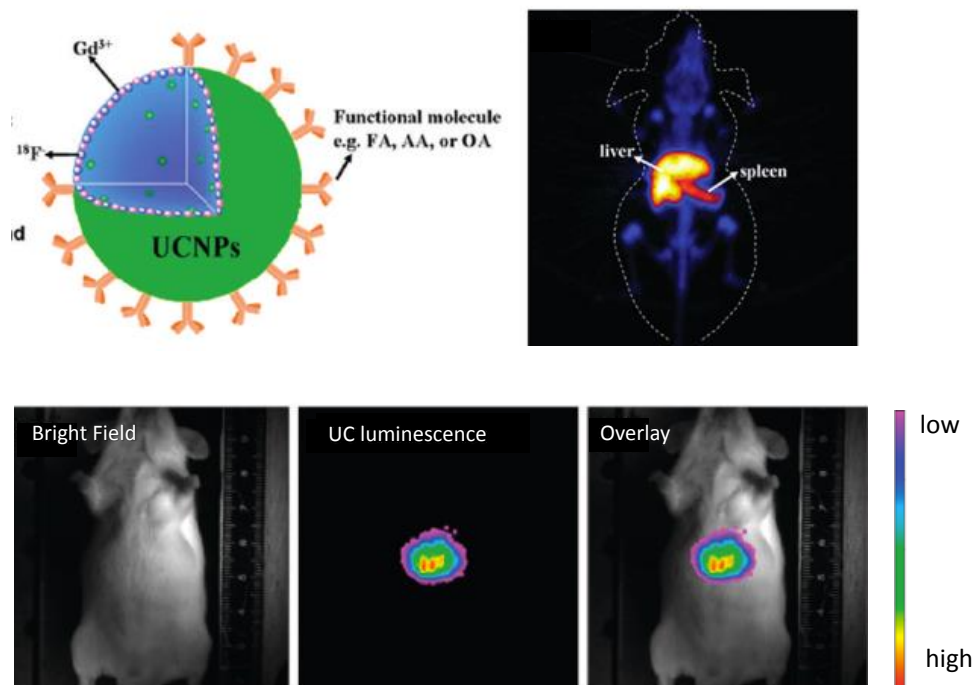 Gd³⁺
¹⁸F⁻
Functional molecule
e.g. FA, AA, or OA
UCNPs
liver
spleen
Bright Field
UC luminescence
Overlay
low
high